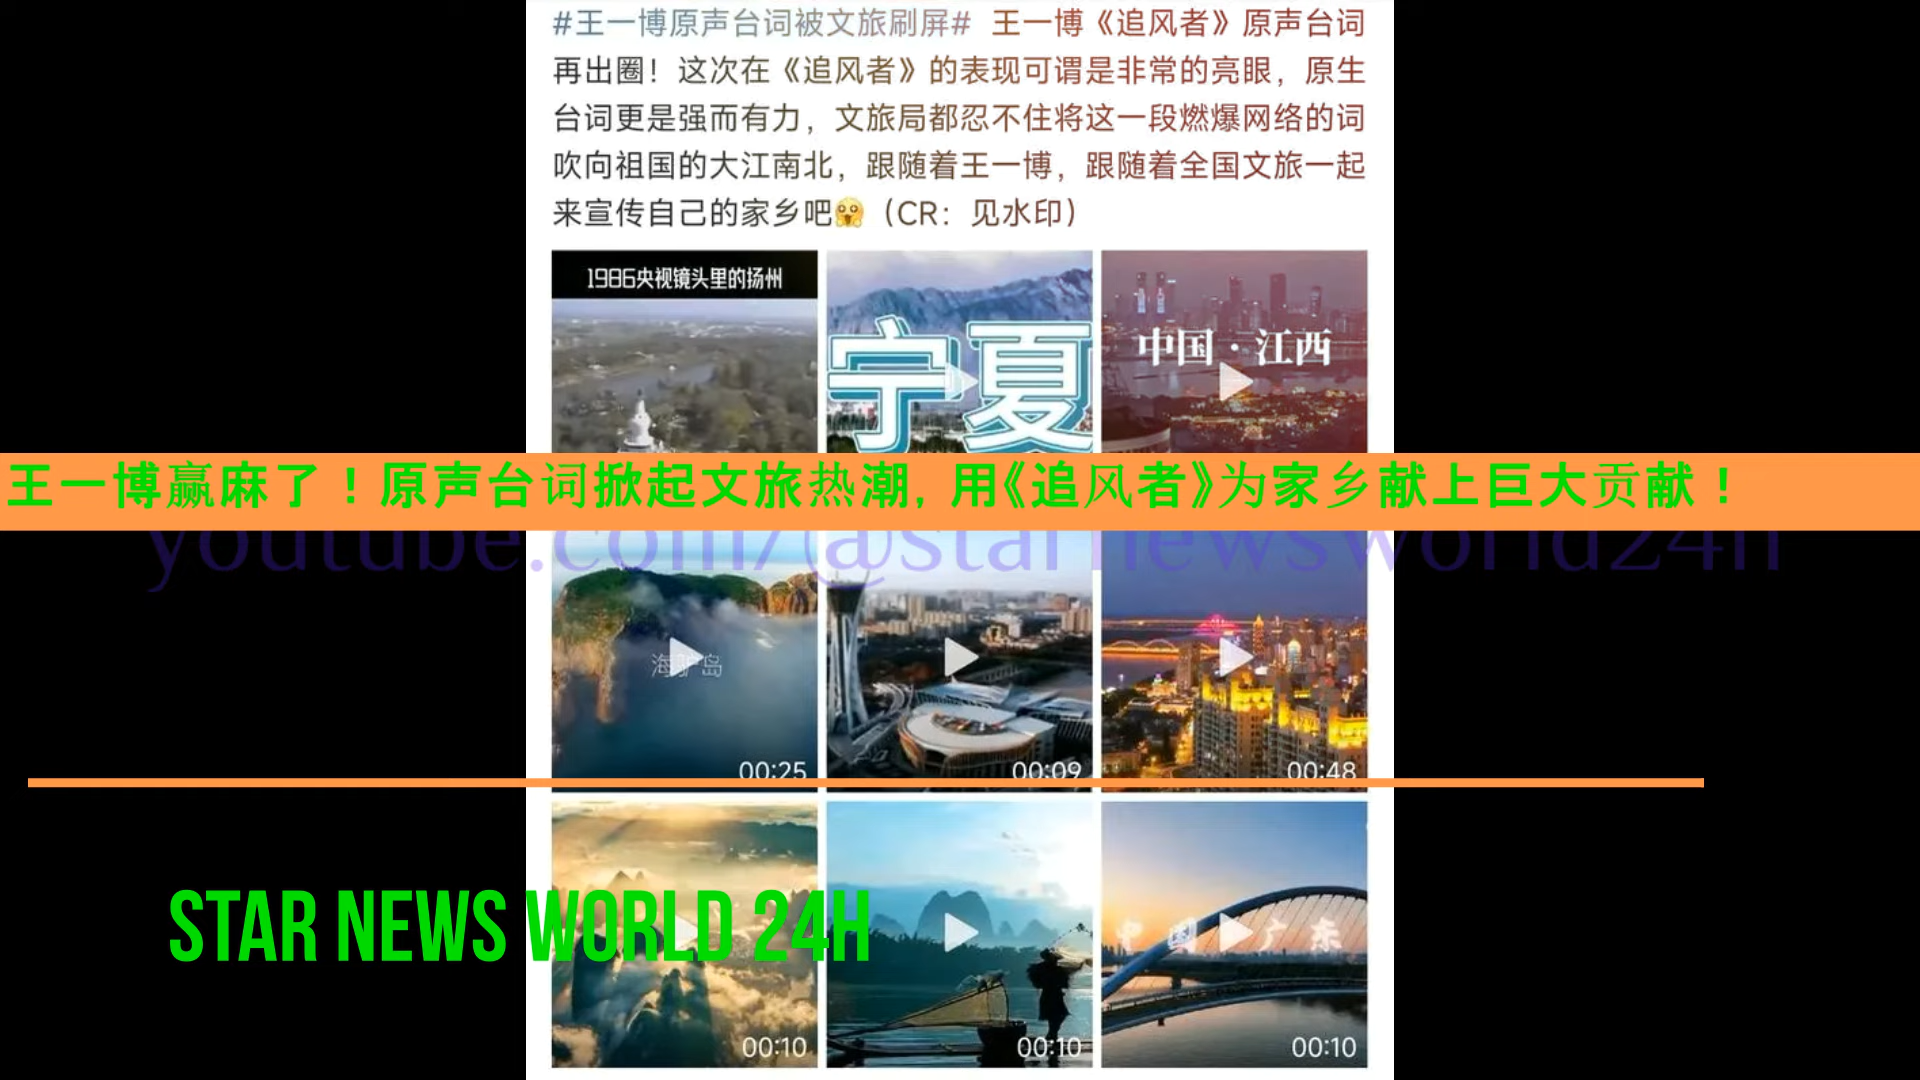 #王一博原声台词被文旅刷屏# 王一博《追风者》原声台词
再出圈！这次在《追风者》的表现可谓是非常的亮眼，原生
台词更是强而有力，文旅局都忍不住将这一段燃爆网络的词
吹向祖国的大江南北，跟随着王一博，跟随着全国文旅一起
来宣传自己的家乡吧（CR：见水印）
1986央视镜头里的扬州
宁夏
中国·江西
王一博赢麻了！原声台词掀起文旅热潮，用《追风者》为家乡献上巨大贡献！
youtube.com/@starnewsworld24h
海驴岛
00:25
00:09
00:48
STAR NEWS WORLD 24H
中国广东
00:10
00:10
00:10